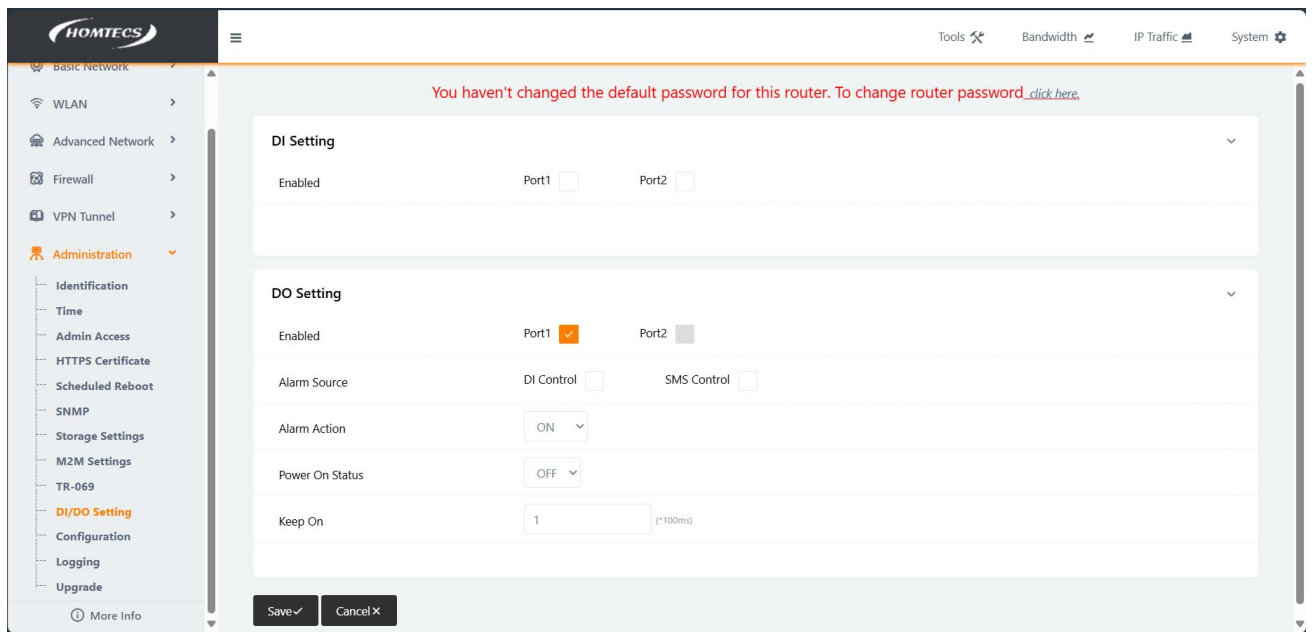 HOMTECS
Tools
Bandwidth
IP Traffic
System
Basic Network
WLAN
Advanced Network
Firewall
VPN Tunnel
Administration
Identification
Time
Admin Access
HTTPS Certificate
Scheduled Reboot
SNMP
Storage Settings
M2M Settings
TR-069
DI/DO Setting
Configuration
Logging
Upgrade
More Info
You haven't changed the default password for this router. To change router password click here.
DI Setting
Enabled Port1 Port2
DO Setting
Enabled Port1 Port2
Alarm Source DI Control SMS Control
Alarm Action ON
Power On Status OFF
Keep On 1 (*100ms)
Save Cancel